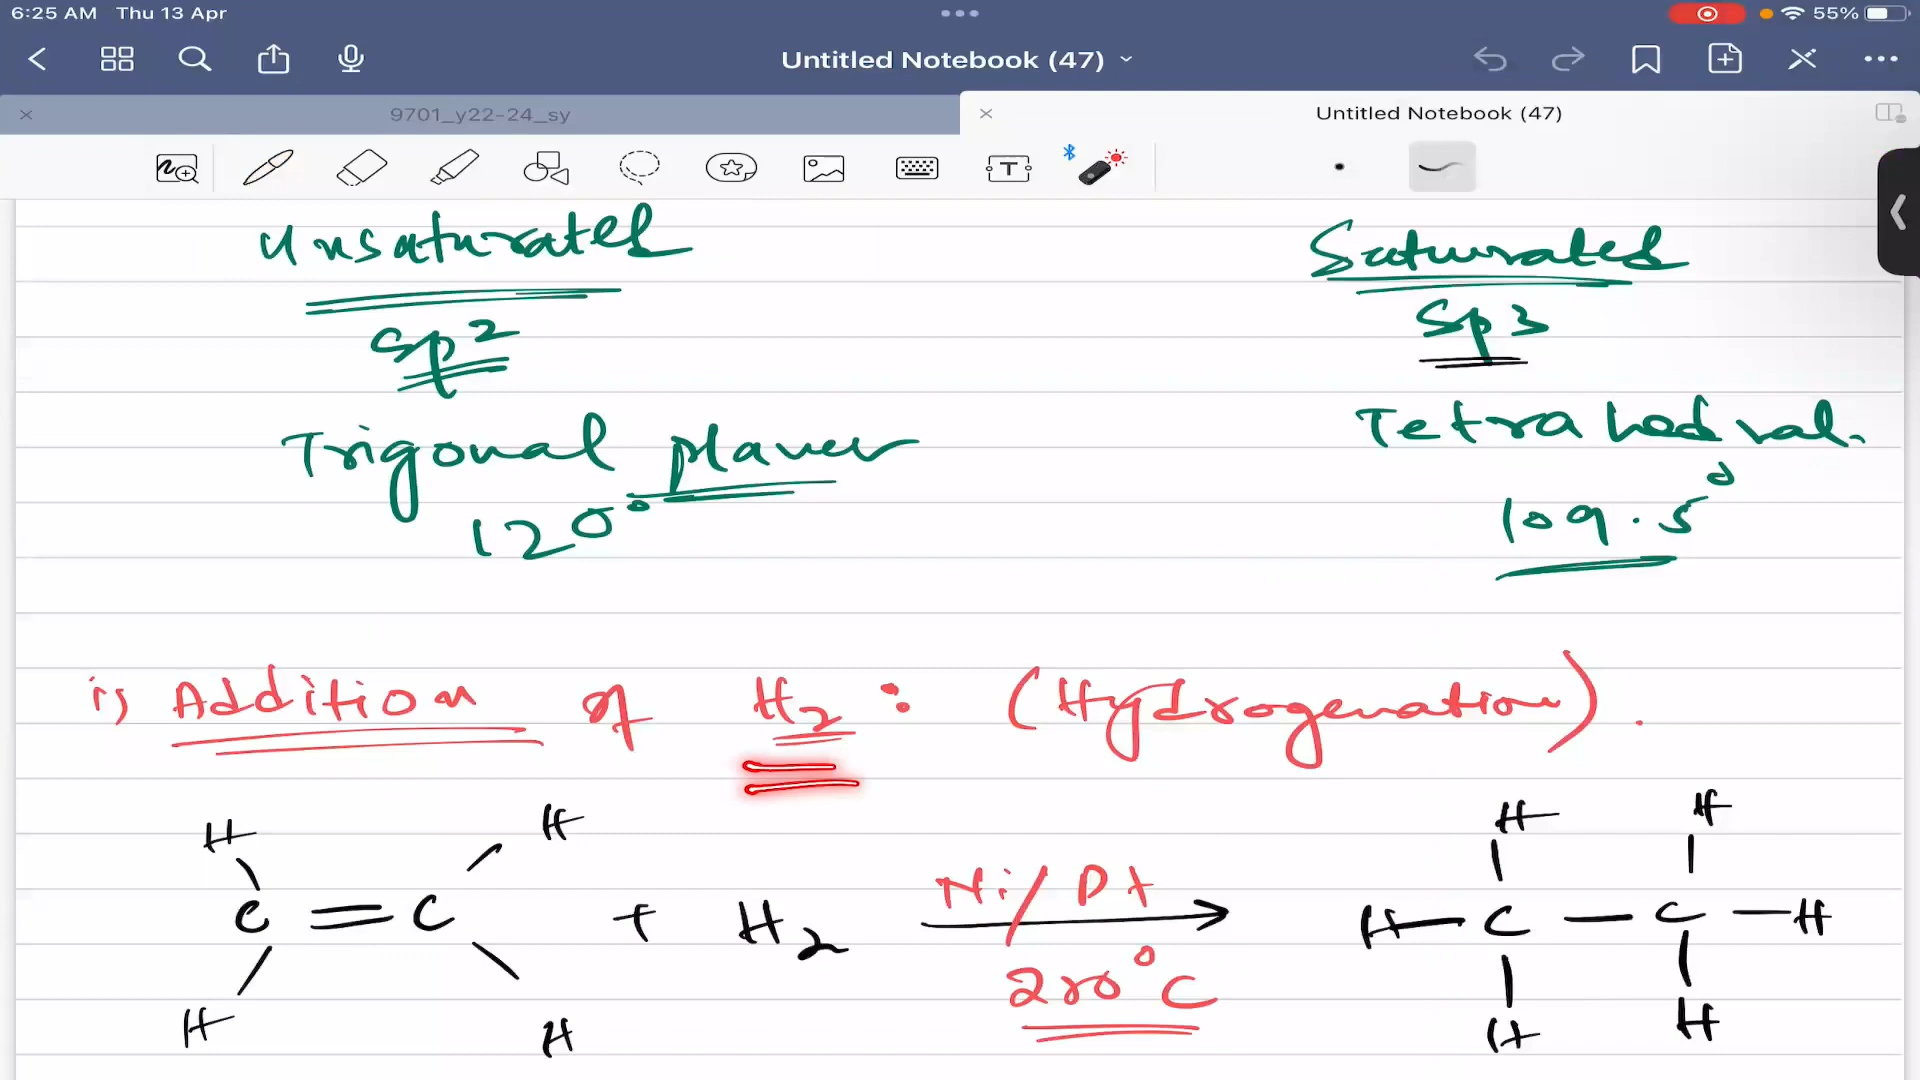 6:25 AM Thu 13 Apr
55%
Untitled Notebook (47)
9701_y22-24_sy
Untitled Notebook (47)
T
Unsaturated Saturated
Sp2 Sp3
Trigonal planer Tetrahedral.
120° 109.5°
i) Addition of H2 : (Hydrogenation).
H H H H
C = C + H2 Ni/Pt H — C — C — H
200°C
H H H H